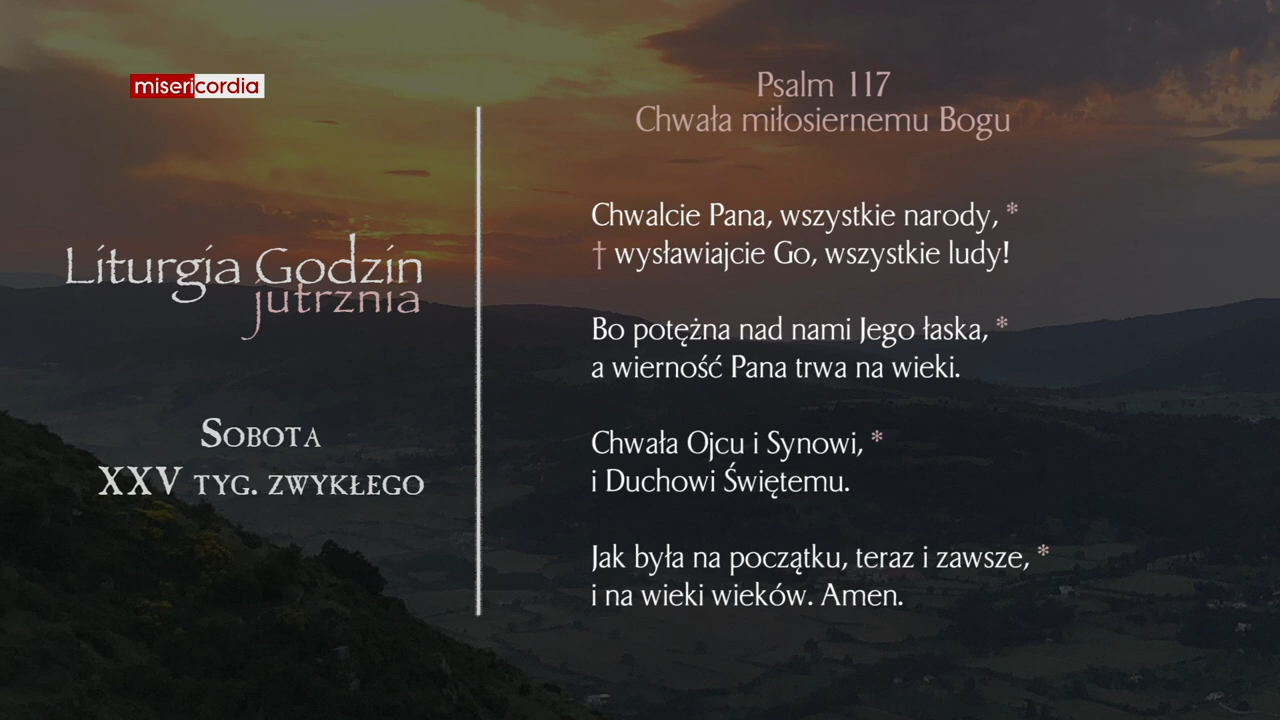 misericordia
Liturgia Godzin
jutrznia
Sobota
XXV tyg. zwykłego
Psalm 117
Chwała miłosiernemu Bogu
Chwalcie Pana, wszystkie narody, *
† wysławiajcie Go, wszystkie ludy!
Bo potężna nad nami Jego łaska, *
a wierność Pana trwa na wieki.
Chwała Ojcu i Synowi, *
i Duchowi Świętemu.
Jak była na początku, teraz i zawsze, *
i na wieki wieków. Amen.